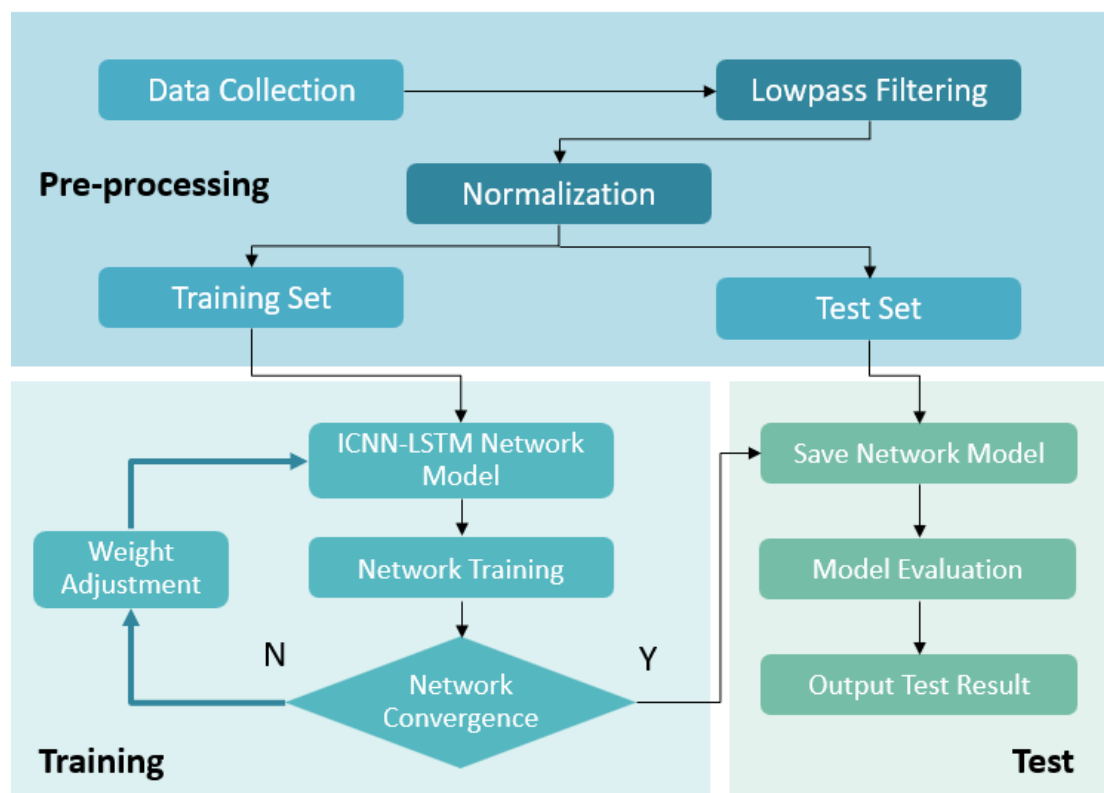 Data Collection
Lowpass Filtering
Pre-processing
Normalization
Training Set
Test Set
ICNN-LSTM Network
Model
Save Network Model
Weight
Adjustment
Network Training
Model Evaluation
N
Y
Network
Convergence
Output Test Result
Training
Test